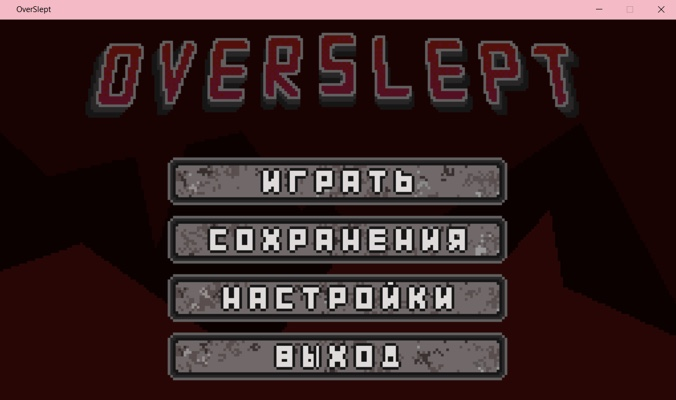 OverSlept
OVERSLEPT
ИГРАТЬ
СОХРАНЕНИЯ
НАСТРОЙКИ
ВЫХОД